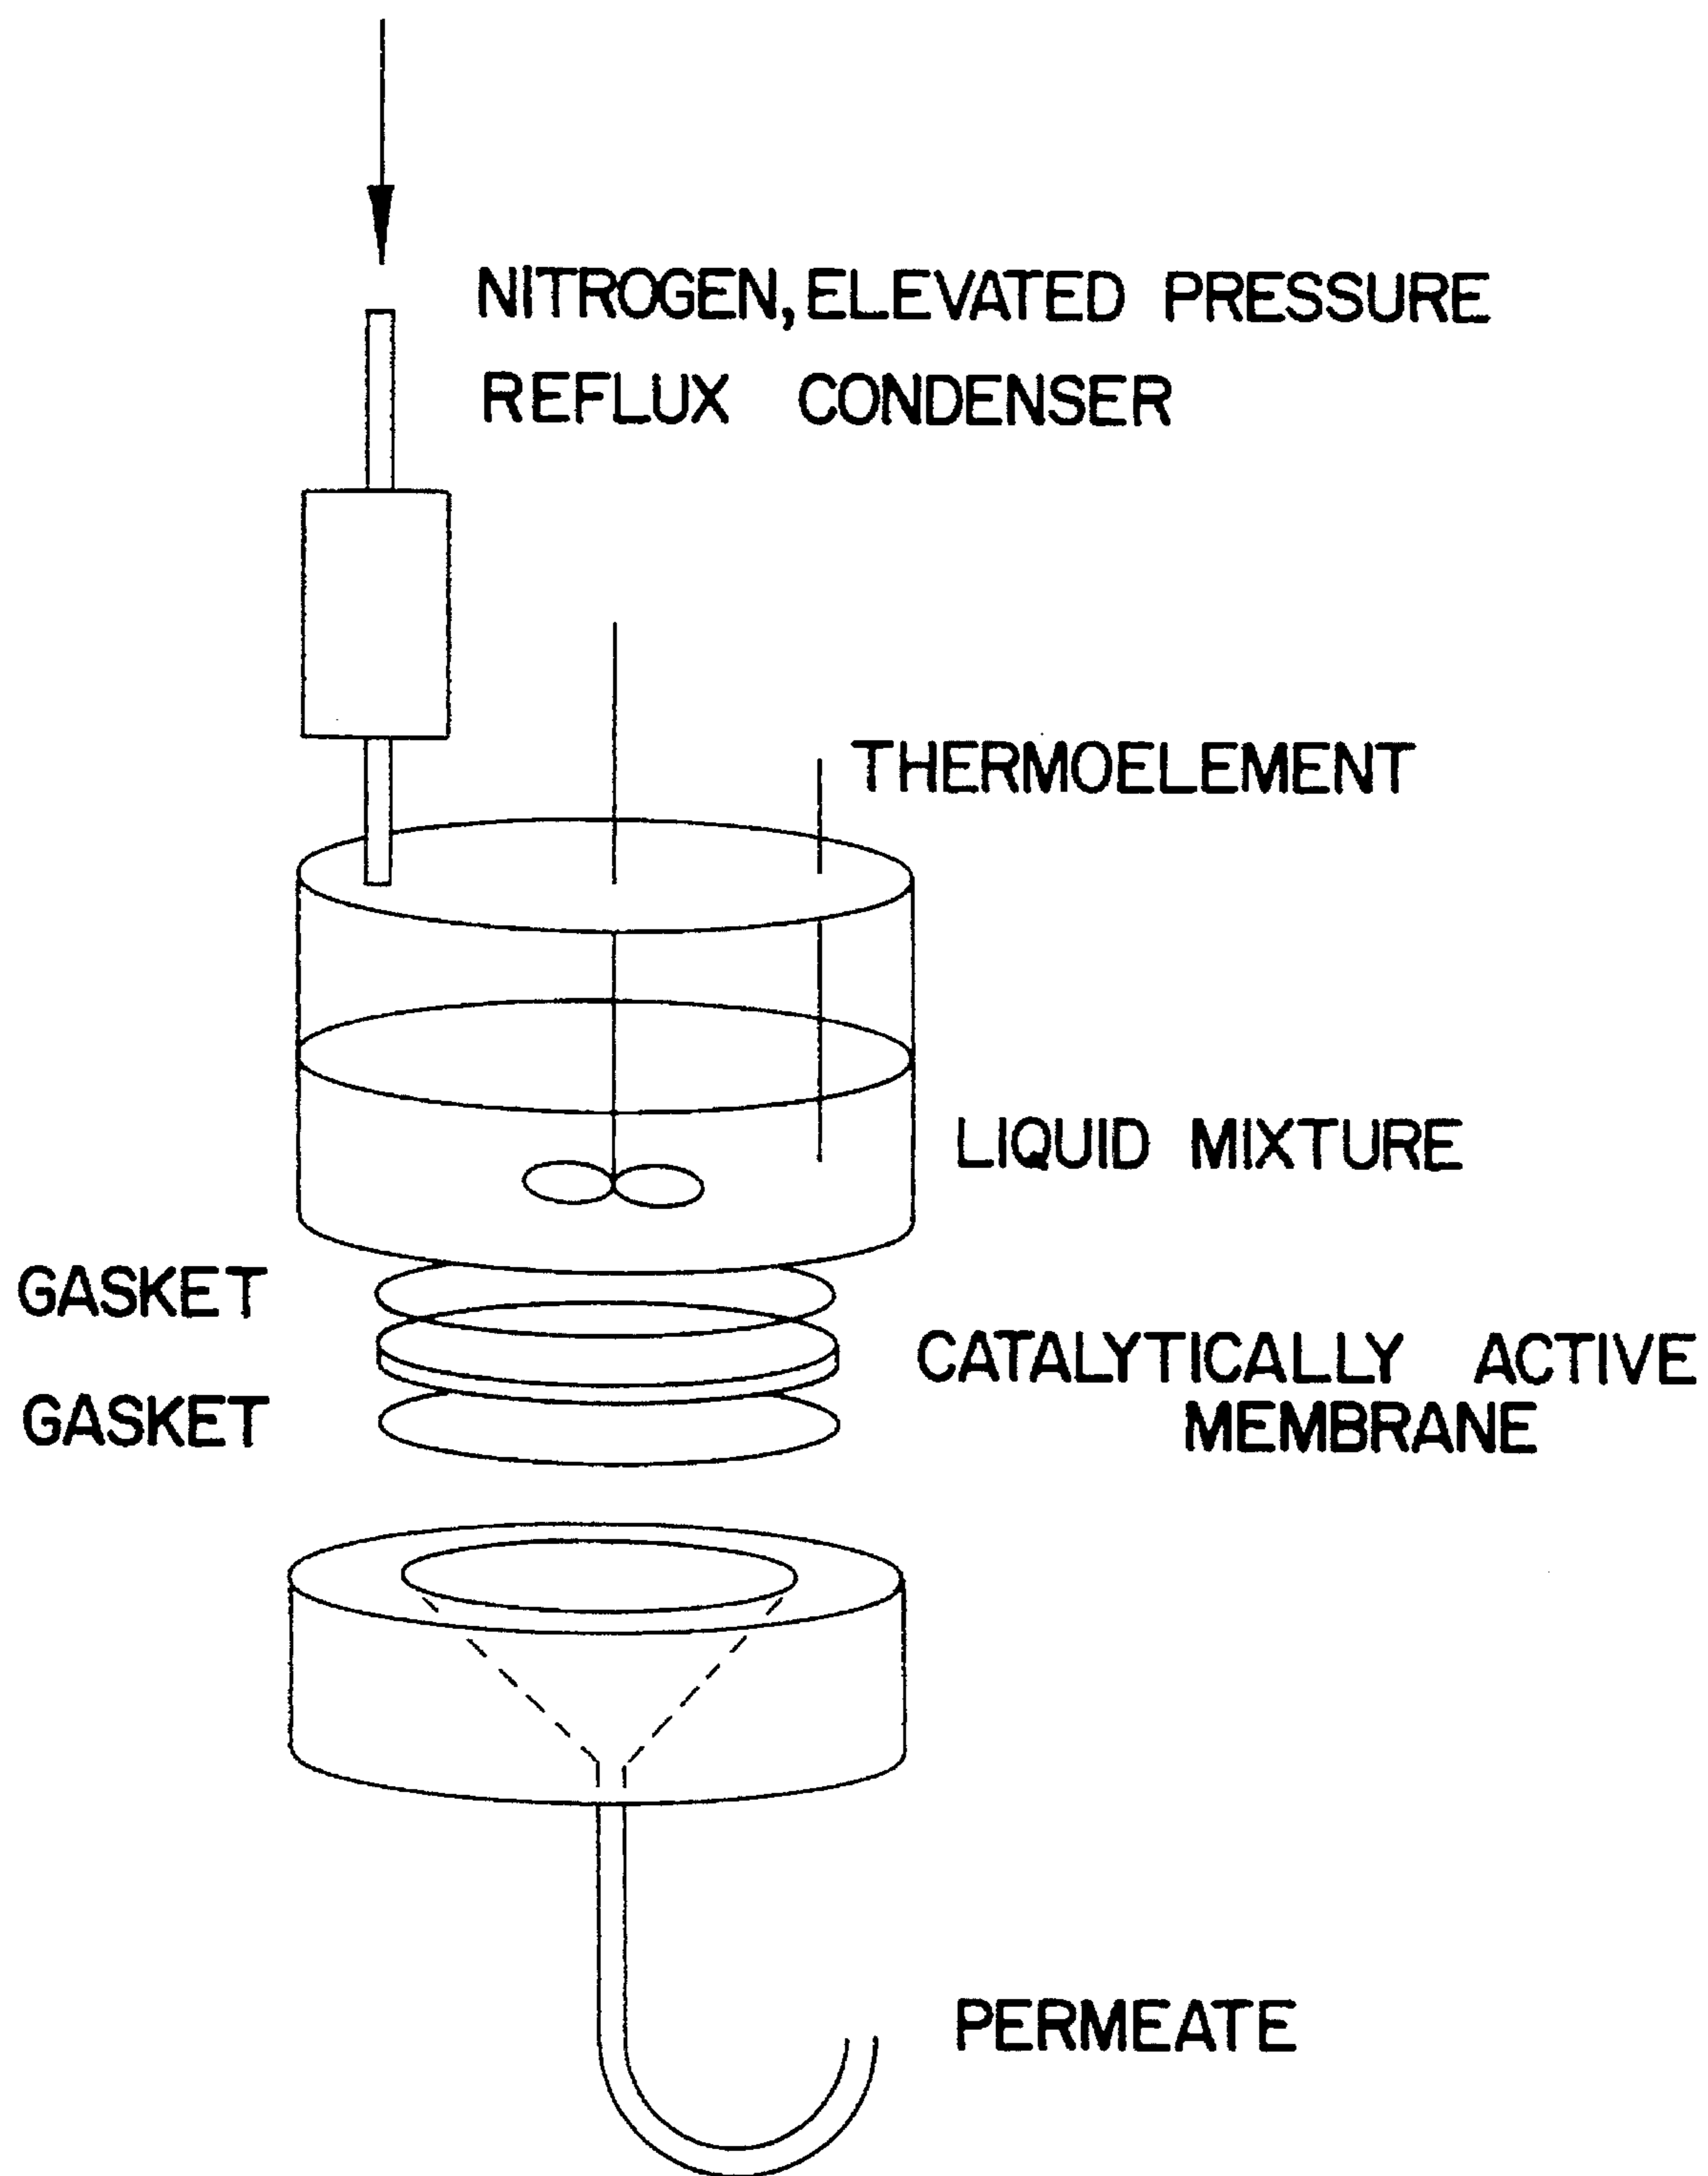 NITROGEN, ELEVATED PRESSURE
REFLUX CONDENSER
THERMOELEMENT
LIQUID MIXTURE
GASKET
CATALYTICALLY ACTIVE
MEMBRANE
GASKET
PERMEATE